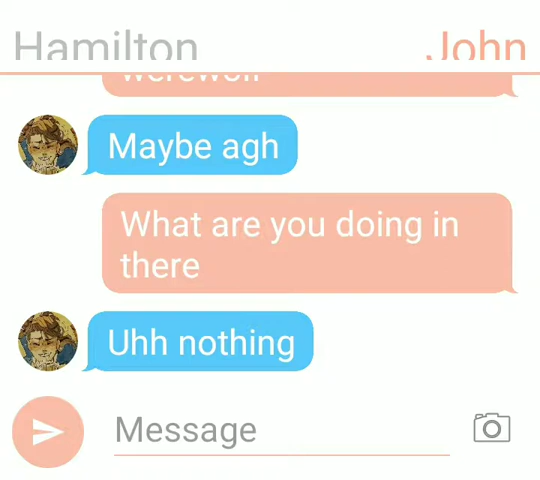 Hamilton
John
werewolf
Maybe agh
What are you doing in
there
Uhh nothing
Message